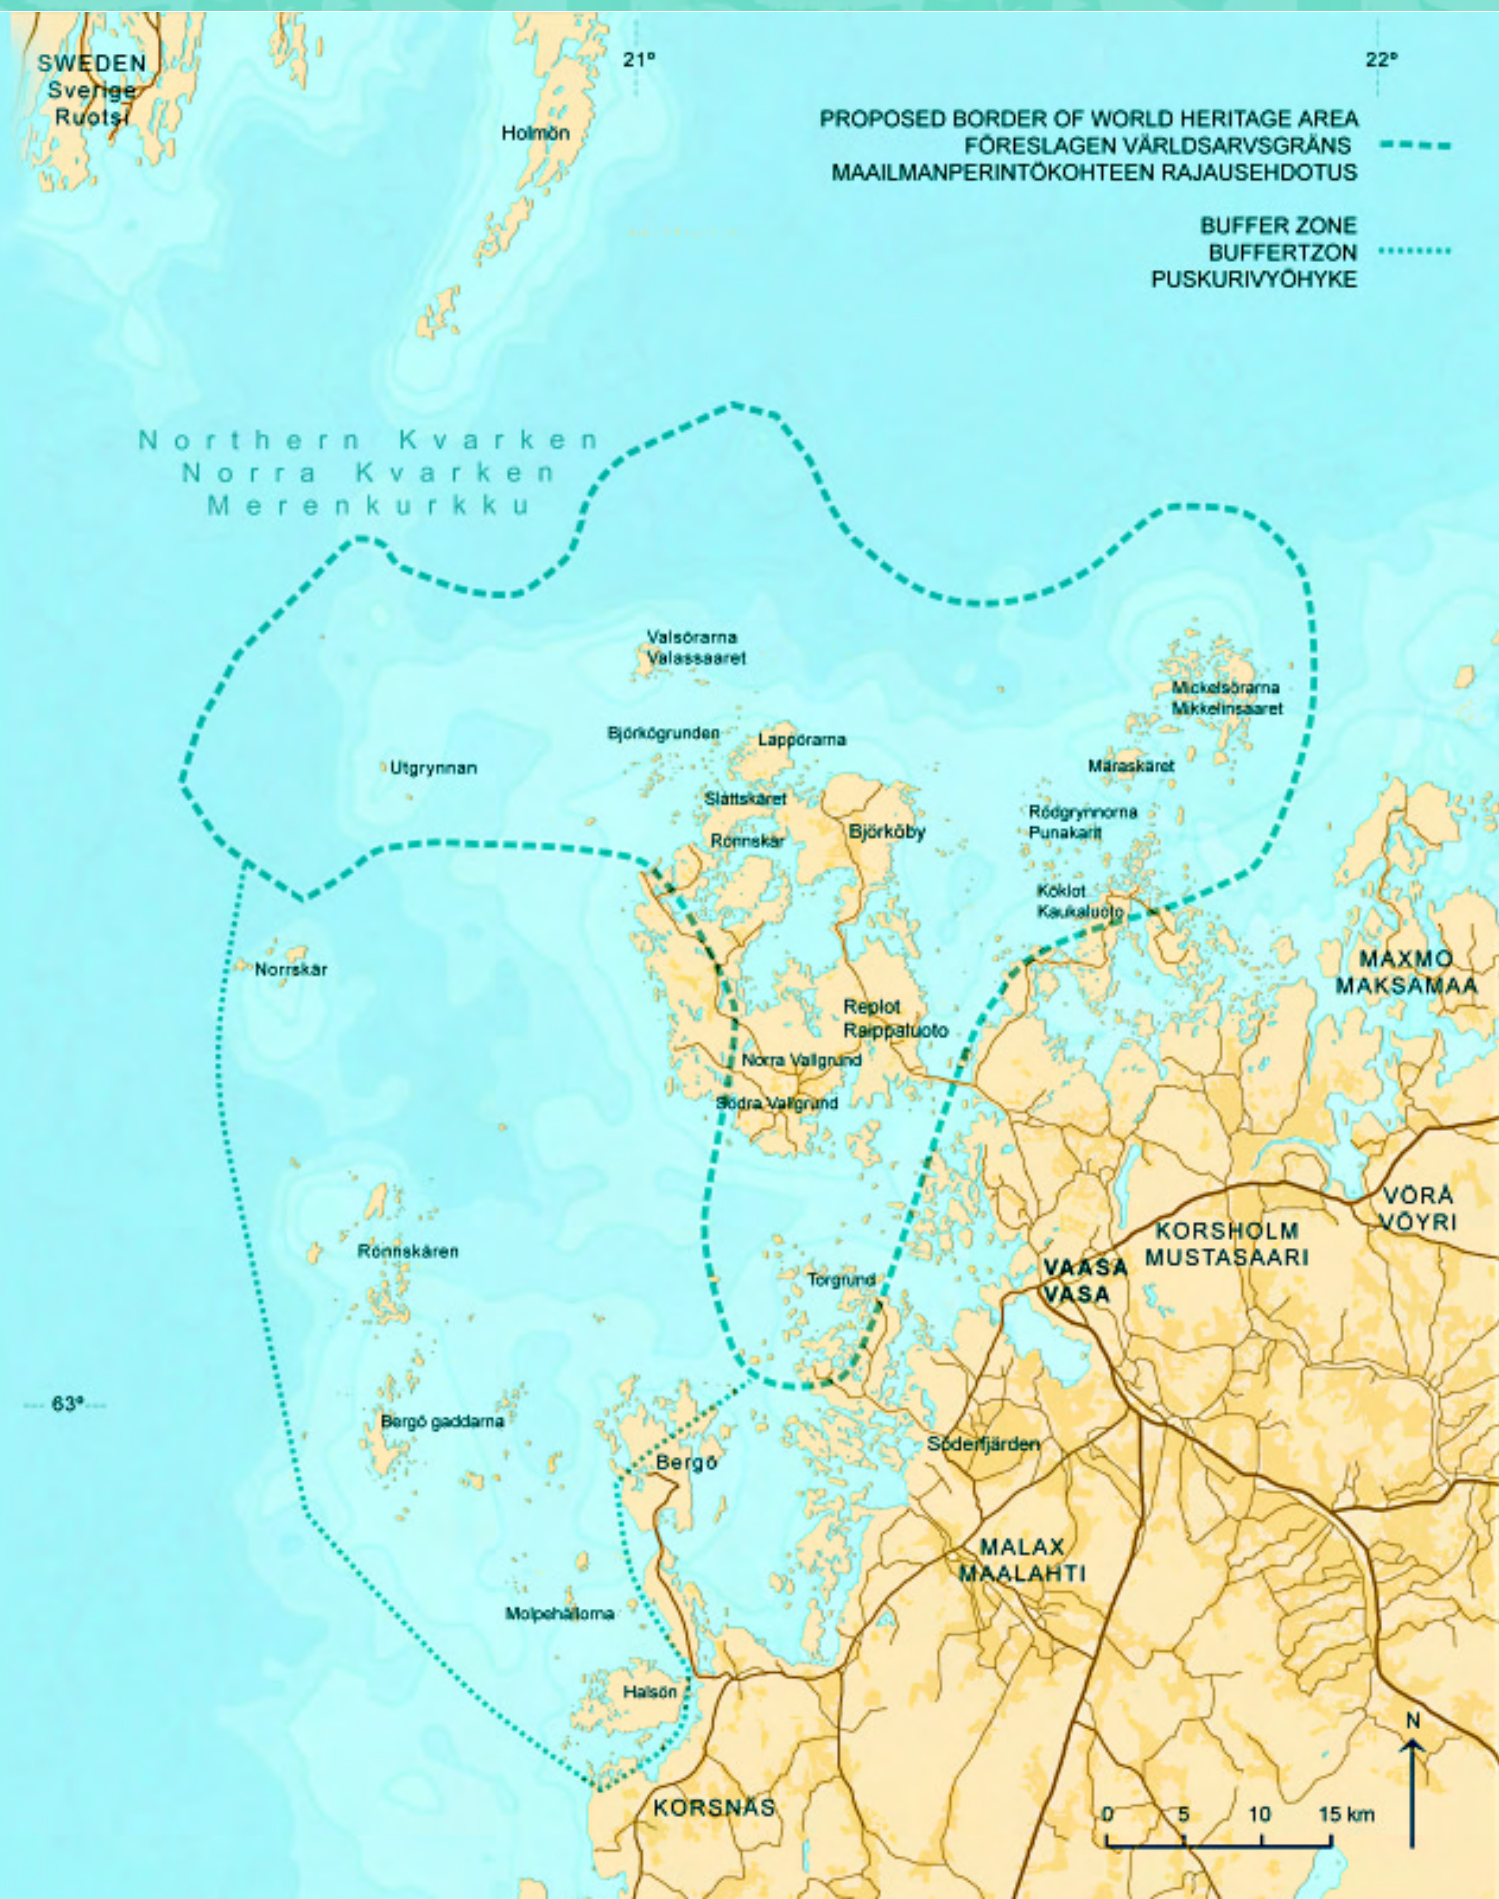 SWEDEN
Sverige
Ruotsi
21°
22°
Holmön
PROPOSED BORDER OF WORLD HERITAGE AREA
FÖRESLAGEN VÄRLDSARVSGRÄNS
MAAILMANPERINTÖKOHTEEN RAJAUSEHDOTUS
BUFFER ZONE
BUFFERTZON
PUSKURIVYÖHYKE
Northern Kvarken
Norra Kvarken
Merenkurkku
Valsörarna
Valassaaret
Mickelsörarna
Mikkelinsaaret
Björkögrunden
Lappörarna
Utgrynnan
Märaskäret
Slättskäret
Rödgrynnorna
Punakarit
Björköby
Rönnskär
Köklot
Kaukaluoto
Norrskär
MAXMO
MAKSAMAA
Replot
Raippaluoto
Norra Vallgrund
Södra Vallgrund
VÖRÅ
VÖYRI
KORSHOLM
MUSTASAARI
Rönnskären
VAASA
VASA
Torgrund
63°
Bergö gaddarna
Söderfjärden
Bergö
MALAX
MAALAHTI
Molpehällorna
Halsön
N
KORSNÄS
0 5 10 15 km